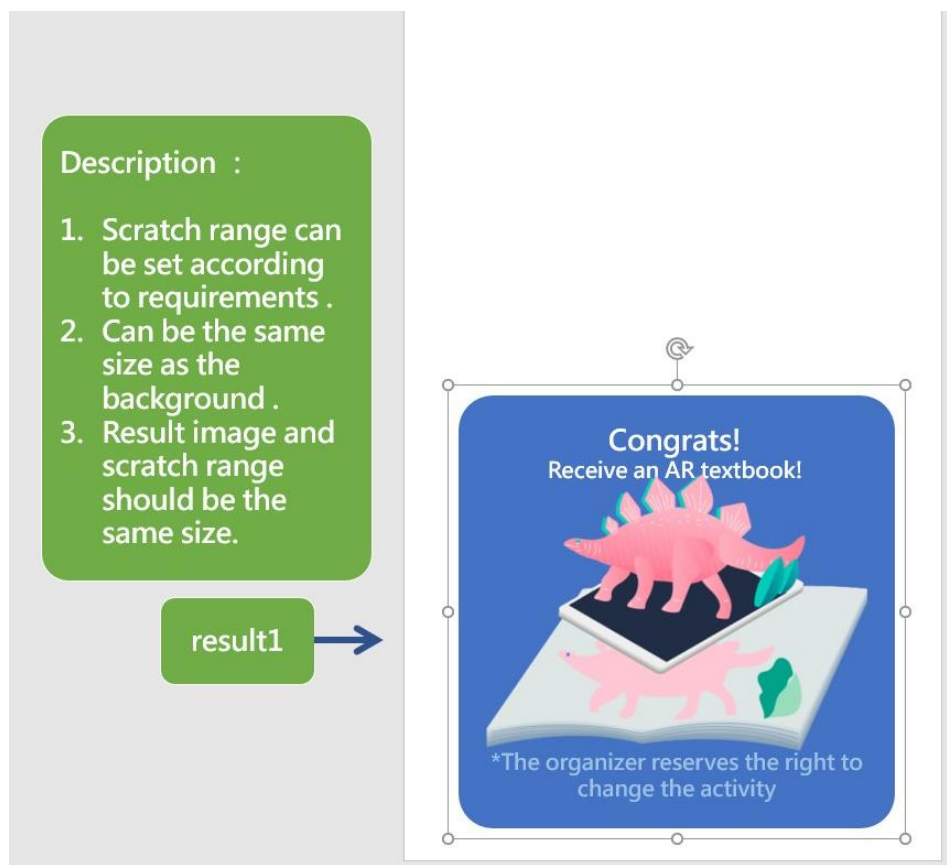 Description :
1. Scratch range can
be set according
to requirements .
2. Can be the same
size as the
background .
3. Result image and
scratch range
should be the
same size.
result1
Congrats!
Receive an AR textbook!
*The organizer reserves the right to
change the activity